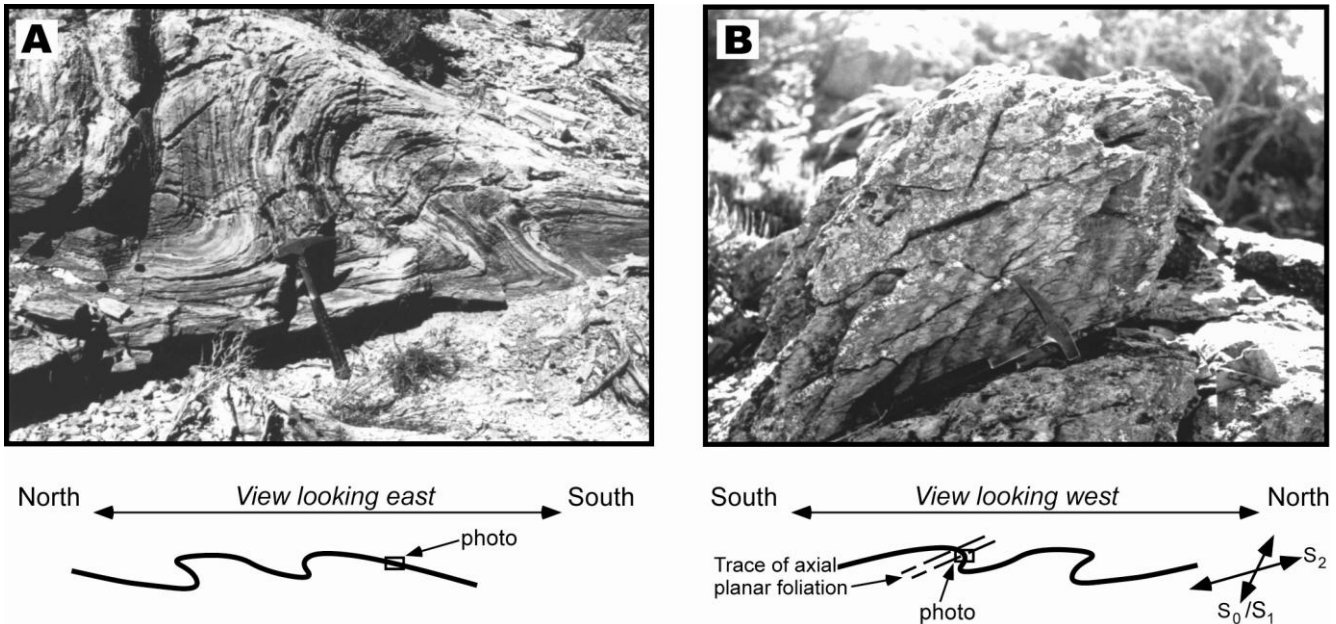 A
B
North View looking east South
photo
South View looking west North
Trace of axial
planar foliation
photo
S2
S0/S1